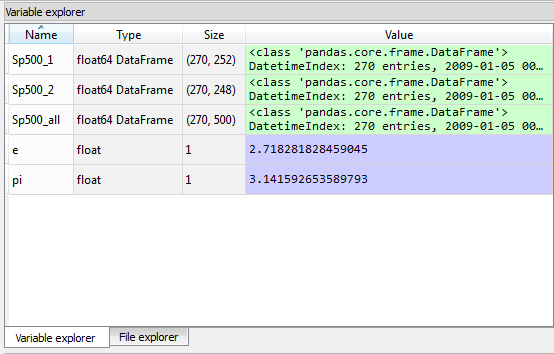 Variable explorer
Name Type Size Value
Sp500_1 float64 DataFrame (270, 252) <class 'pandas.core.frame.DataFrame'>
DatetimeIndex: 270 entries, 2009-01-05 00...
Sp500_2 float64 DataFrame (270, 248) <class 'pandas.core.frame.DataFrame'>
DatetimeIndex: 270 entries, 2009-01-05 00...
Sp500_all float64 DataFrame (270, 500) <class 'pandas.core.frame.DataFrame'>
DatetimeIndex: 270 entries, 2009-01-05 00...
e float 1 2.718281828459045
pi float 1 3.141592653589793
Variable explorer File explorer